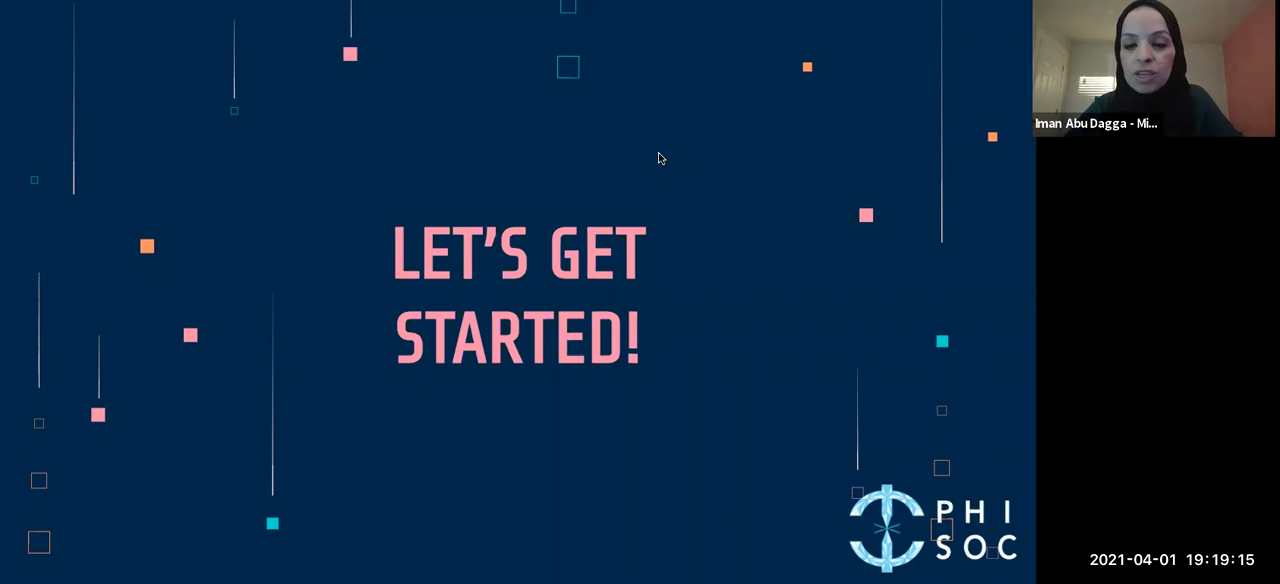 Iman Abu Dagga - Mi...
LET’S GET
STARTED!
PHI
SOC
2021-04-01 19:19:15